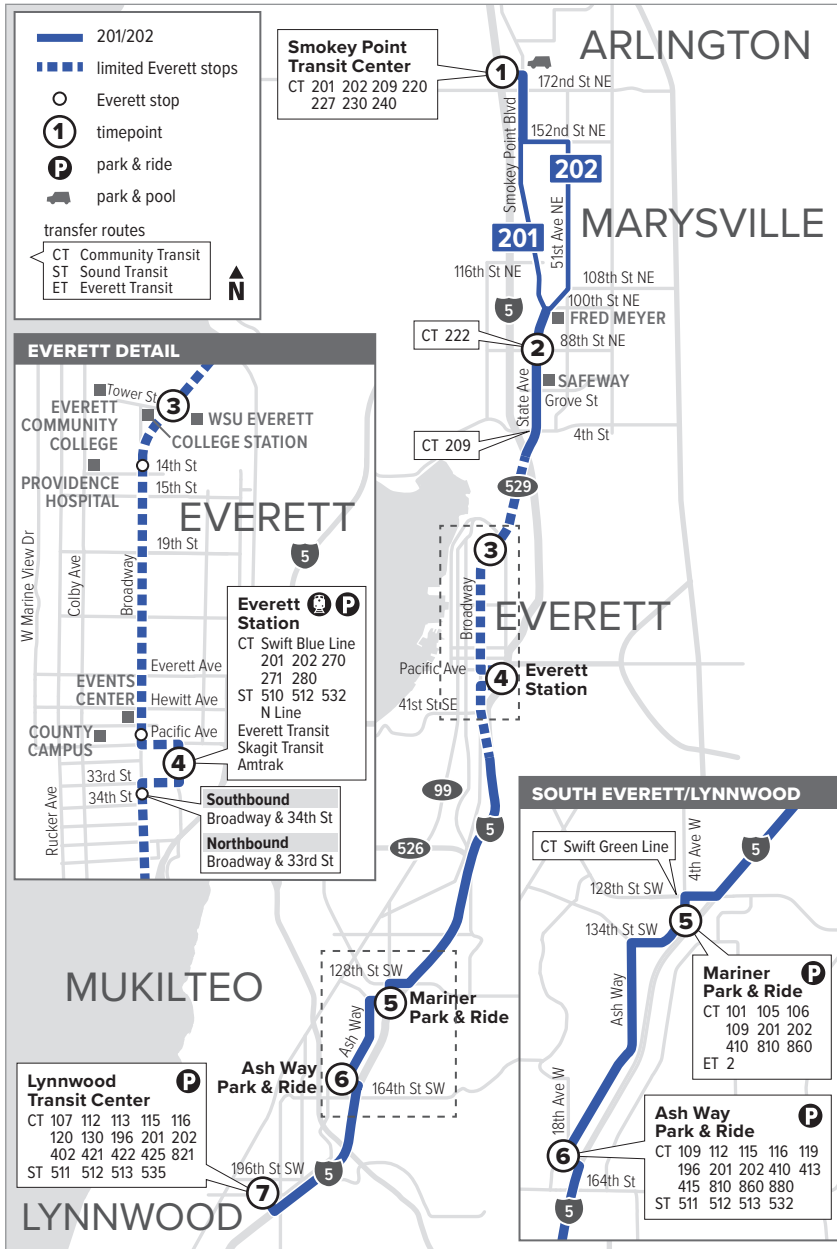 201/202
limited Everett stops
Everett stop
1 timepoint
P park & ride
park & pool
transfer routes
CT Community Transit
ST Sound Transit
ET Everett Transit
N
Smokey Point
Transit Center
CT 201 202 209 220
227 230 240
1
ARLINGTON
172nd St NE
Smokey Point Blvd
152nd St NE
202
51st Ave NE
MARYSVILLE
201
116th St NE
108th St NE
5
100th St NE
FRED MEYER
CT 222
2
88th St NE
SAFEWAY
State Ave
Grove St
CT 209
4th St
529
3
Broadway
EVERETT
Pacific Ave
4
Everett
Station
41st St SE
99
5
526
MUKILTEO
128th St SW
5
Mariner
Park & Ride
Ash Way
Ash Way
Park & Ride
6
164th St SW
Lynnwood
Transit Center
P
CT 107 112 113 115 116
120 130 196 201 202
402 421 422 425 821
ST 511 512 513 535
196th St SW
5
7
LYNNWOOD
EVERETT DETAIL
Tower St
3
EVERETT
COMMUNITY
COLLEGE
WSU EVERETT
COLLEGE STATION
14th St
PROVIDENCE
HOSPITAL
15th St
EVERETT
W Marine View Dr
Colby Ave
Broadway
19th St
5
Everett
Station
P
CT Swift Blue Line
201 202 270
271 280
ST 510 512 532
N Line
Everett Transit
Skagit Transit
Amtrak
Everett Ave
EVENTS
CENTER
Hewitt Ave
COUNTY
CAMPUS
Pacific Ave
4
33rd St
34th St
Rucker Ave
Southbound
Broadway & 34th St
Northbound
Broadway & 33rd St
SOUTH EVERETT/LYNNWOOD
4th Ave W
CT Swift Green Line
5
128th St SW
5
134th St SW
Mariner
Park & Ride
P
CT 101 105 106
109 201 202
410 810 860
ET 2
Ash Way
18th Ave W
6
Ash Way
Park & Ride
P
CT 109 112 115 116 119
196 201 202 410 413
415 810 860 880
ST 511 512 513 532
164th St
5